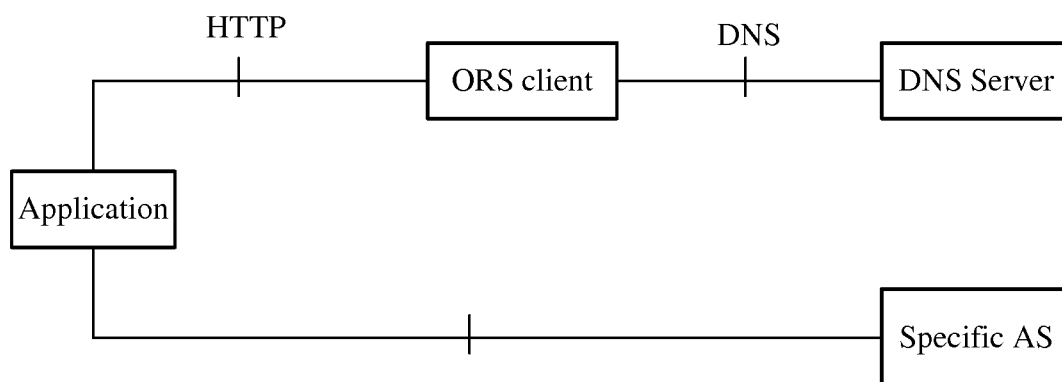 HTTP
DNS
ORS client
DNS Server
Application
Specific AS